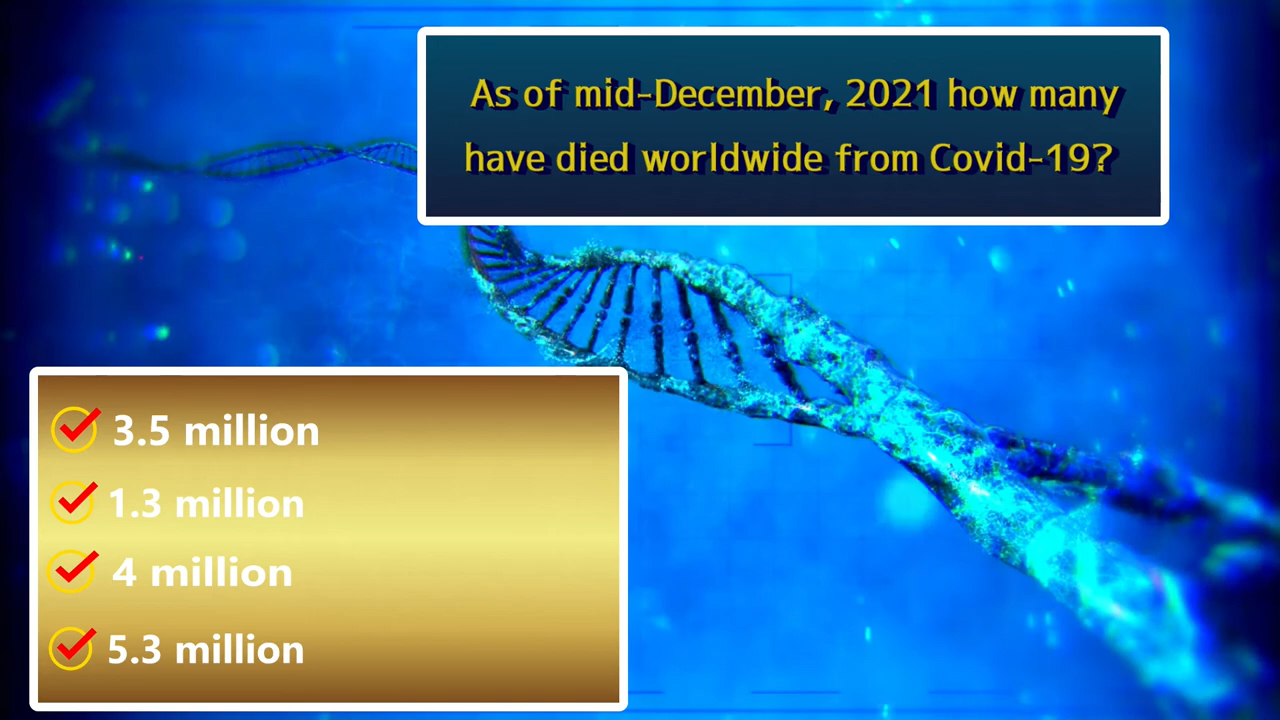 As of mid-December, 2021 how many
have died worldwide from Covid-19?
3.5 million
1.3 million
4 million
5.3 million